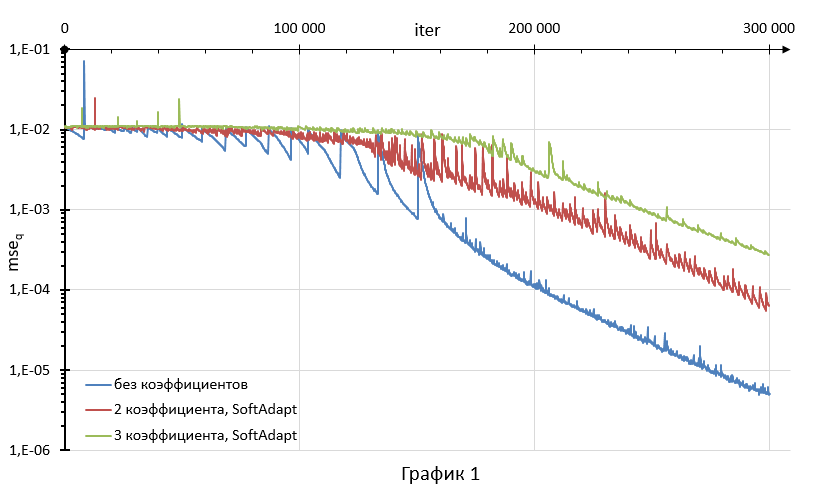 0
100 000
iter
200 000
300 000
1,E-01
1,E-02
1,E-03
mse_q
1,E-04
1,E-05
1,E-06
без коэффициентов
2 коэффициента, SoftAdapt
3 коэффициента, SoftAdapt
График 1